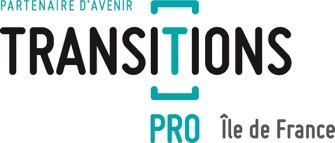 PARTENAIRE D'AVENIR
TRANSITIONS
PRO Île de France